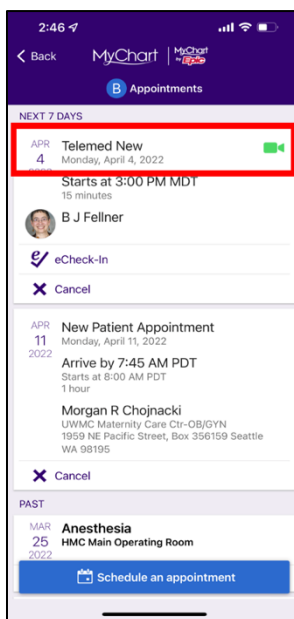 2:46
Back
MyChart
MyChart
by Epic
B Appointments
NEXT 7 DAYS
APR
4
2022
Telemed New
Monday, April 4, 2022
Starts at 3:00 PM MDT
15 minutes
B J Fellner
eCheck-In
Cancel
APR
11
2022
New Patient Appointment
Monday, April 11, 2022
Arrive by 7:45 AM PDT
Starts at 8:00 AM PDT
1 hour
Morgan R Chojnacki
UWMC Maternity Care Ctr-OB/GYN
1959 NE Pacific Street, Box 356159 Seattle
WA 98195
Cancel
PAST
MAR
25
2022
Anesthesia
HMC Main Operating Room
Schedule an appointment